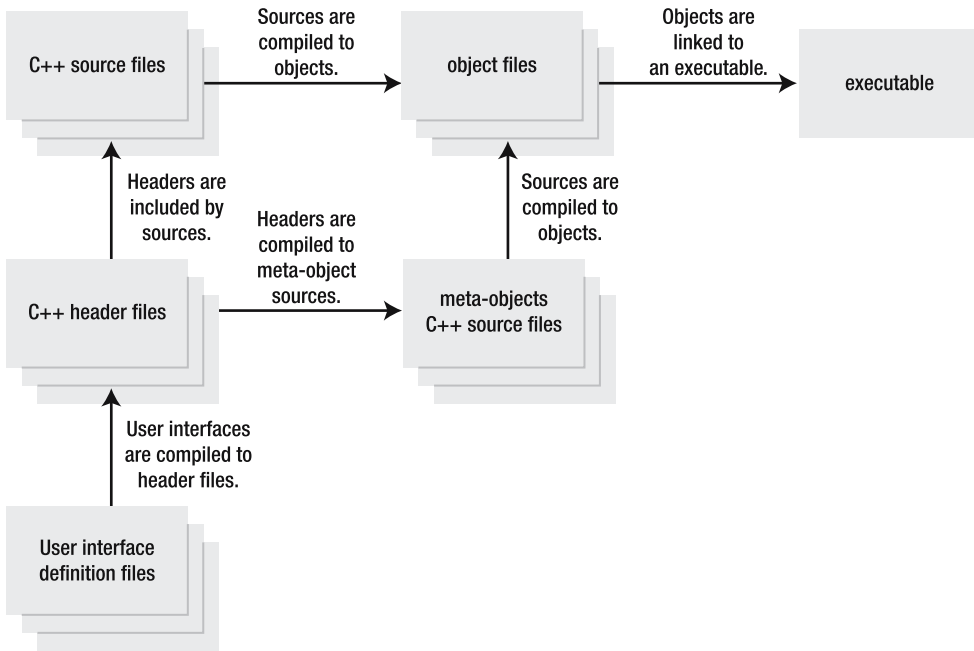 Sources are
compiled to
objects.
Objects are
linked to
an executable.
C++ source files
object files
executable
Headers are
included by
sources.
Headers are
compiled to
meta-object
sources.
Sources are
compiled to
objects.
C++ header files
meta-objects
C++ source files
User interfaces
are compiled to
header files.
User interface
definition files